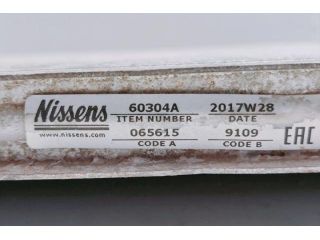 Nissens 60304A 2017W28
ITEM NUMBER DATE
www.nissens.com 065615 9109 EAC
CODE A CODE B